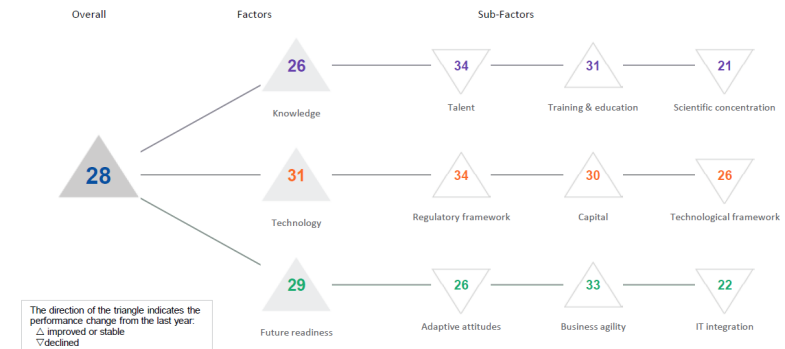 Overall Factors Sub-Factors
26 34 31 21
Knowledge Talent Training & education Scientific concentration
28
31 34 30 26
Technology Regulatory framework Capital Technological framework
29 26 33 22
Future readiness Adaptive attitudes Business agility IT integration
The direction of the triangle indicates the
performance change from the last year:
△ improved or stable
▽declined